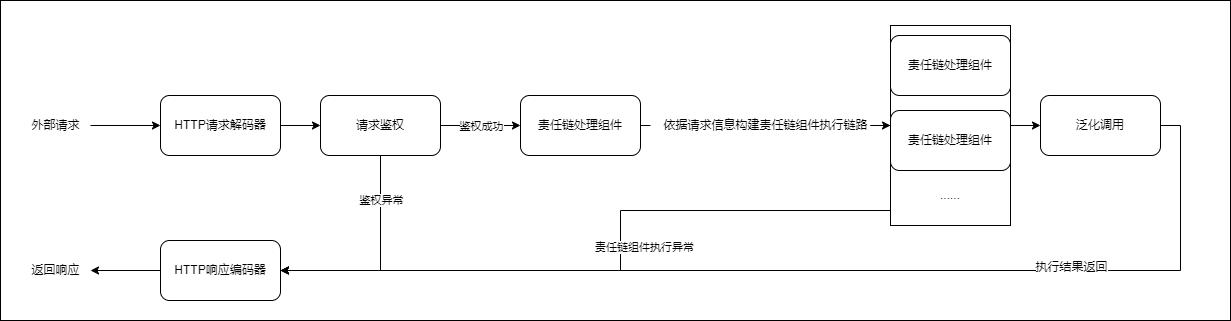 责任链处理组件
外部请求
HTTP请求解码器
请求鉴权
鉴权成功
责任链处理组件
依据请求信息构建责任链组件执行链路
责任链处理组件
泛化调用
鉴权异常
......
责任链组件执行异常
返回响应
HTTP响应编码器
执行结果返回